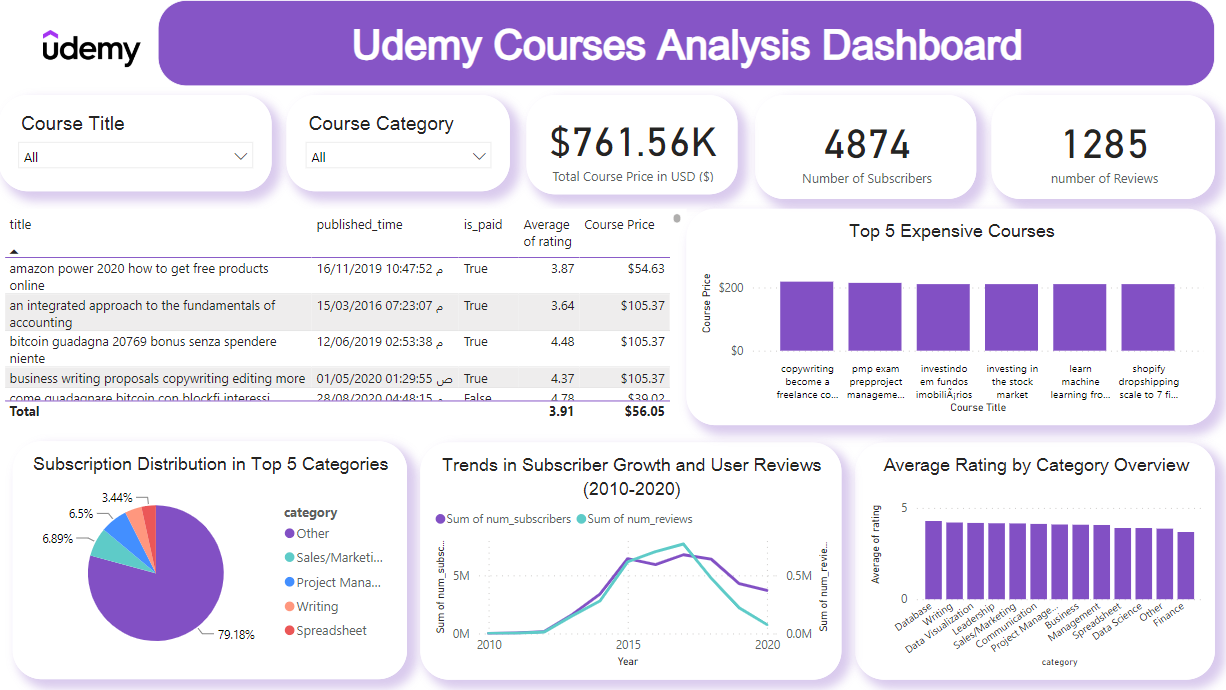 udemy
Udemy Courses Analysis Dashboard
Course Title
All
Course Category
All
$761.56K
Total Course Price in USD ($)
4874
Number of Subscribers
1285
number of Reviews
title published_time is_paid Average of rating Course Price
amazon power 2020 how to get free products online 16/11/2019 10:47:52 م True 3.87 $54.63
an integrated approach to the fundamentals of accounting 15/03/2016 07:23:07 م True 3.64 $105.37
bitcoin guadagna 20769 bonus senza spendere niente 12/06/2019 02:53:38 م True 4.48 $105.37
business writing proposals copywriting editing more 01/05/2020 01:29:55 ص True 4.37 $105.37
come guadagnare bitcoin con blockfi interessi 28/08/2020 04:48:15 م False 4.78 $39.02
Total 3.91 $56.05
Top 5 Expensive Courses
Course Price
$200
$0
copywriting become a freelance co...
pmp exam prepproject manageme...
investindo em fundos imobiliÃ¡rios
investing in the stock market
learn machine learning fro...
shopify dropshipping scale to 7 fi...
Course Title
Subscription Distribution in Top 5 Categories
3.44%
6.5%
6.89%
79.18%
category
Other
Sales/Marketi...
Project Mana...
Writing
Spreadsheet
Trends in Subscriber Growth and User Reviews
(2010-2020)
Sum of num_subscribers Sum of num_reviews
Sum of num_subsc...
5M
0M
0.5M
0.0M
Sum of num_revie...
2010 2015 2020
Year
Average Rating by Category Overview
Average of rating
5
0
Database
Writing
Data Visualization
Leadership
Sales/Marketing
Communication
Project Manage...
Business
Management
Spreadsheet
Data Science
Other
Finance
category